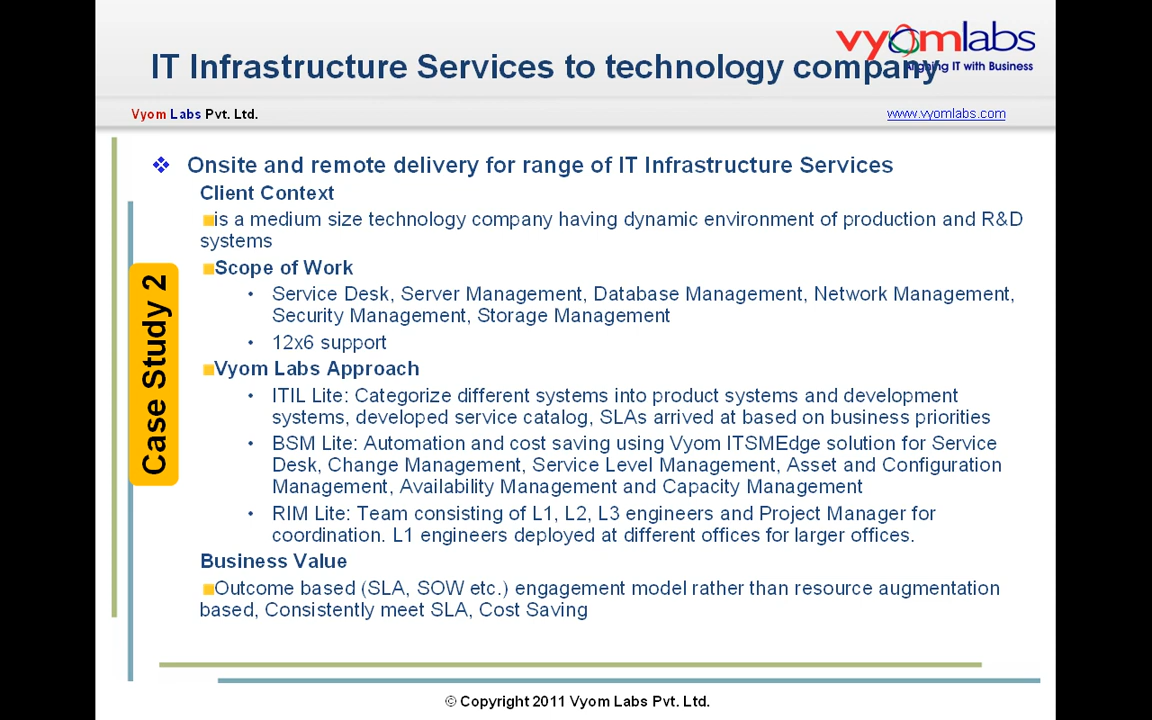 vyomlabs
IT Infrastructure Services to technology company
Aligning IT with Business
Vyom Labs Pvt. Ltd.
www.vyomlabs.com
Onsite and remote delivery for range of IT Infrastructure Services
Client Context
is a medium size technology company having dynamic environment of production and R&D
systems
Scope of Work
• Service Desk, Server Management, Database Management, Network Management,
Security Management, Storage Management
• 12x6 support
Vyom Labs Approach
• ITIL Lite: Categorize different systems into product systems and development
systems, developed service catalog, SLAs arrived at based on business priorities
• BSM Lite: Automation and cost saving using Vyom ITSMEdge solution for Service
Desk, Change Management, Service Level Management, Asset and Configuration
Management, Availability Management and Capacity Management
• RIM Lite: Team consisting of L1, L2, L3 engineers and Project Manager for
coordination. L1 engineers deployed at different offices for larger offices.
Business Value
Outcome based (SLA, SOW etc.) engagement model rather than resource augmentation
based, Consistently meet SLA, Cost Saving
Case Study 2
© Copyright 2011 Vyom Labs Pvt. Ltd.